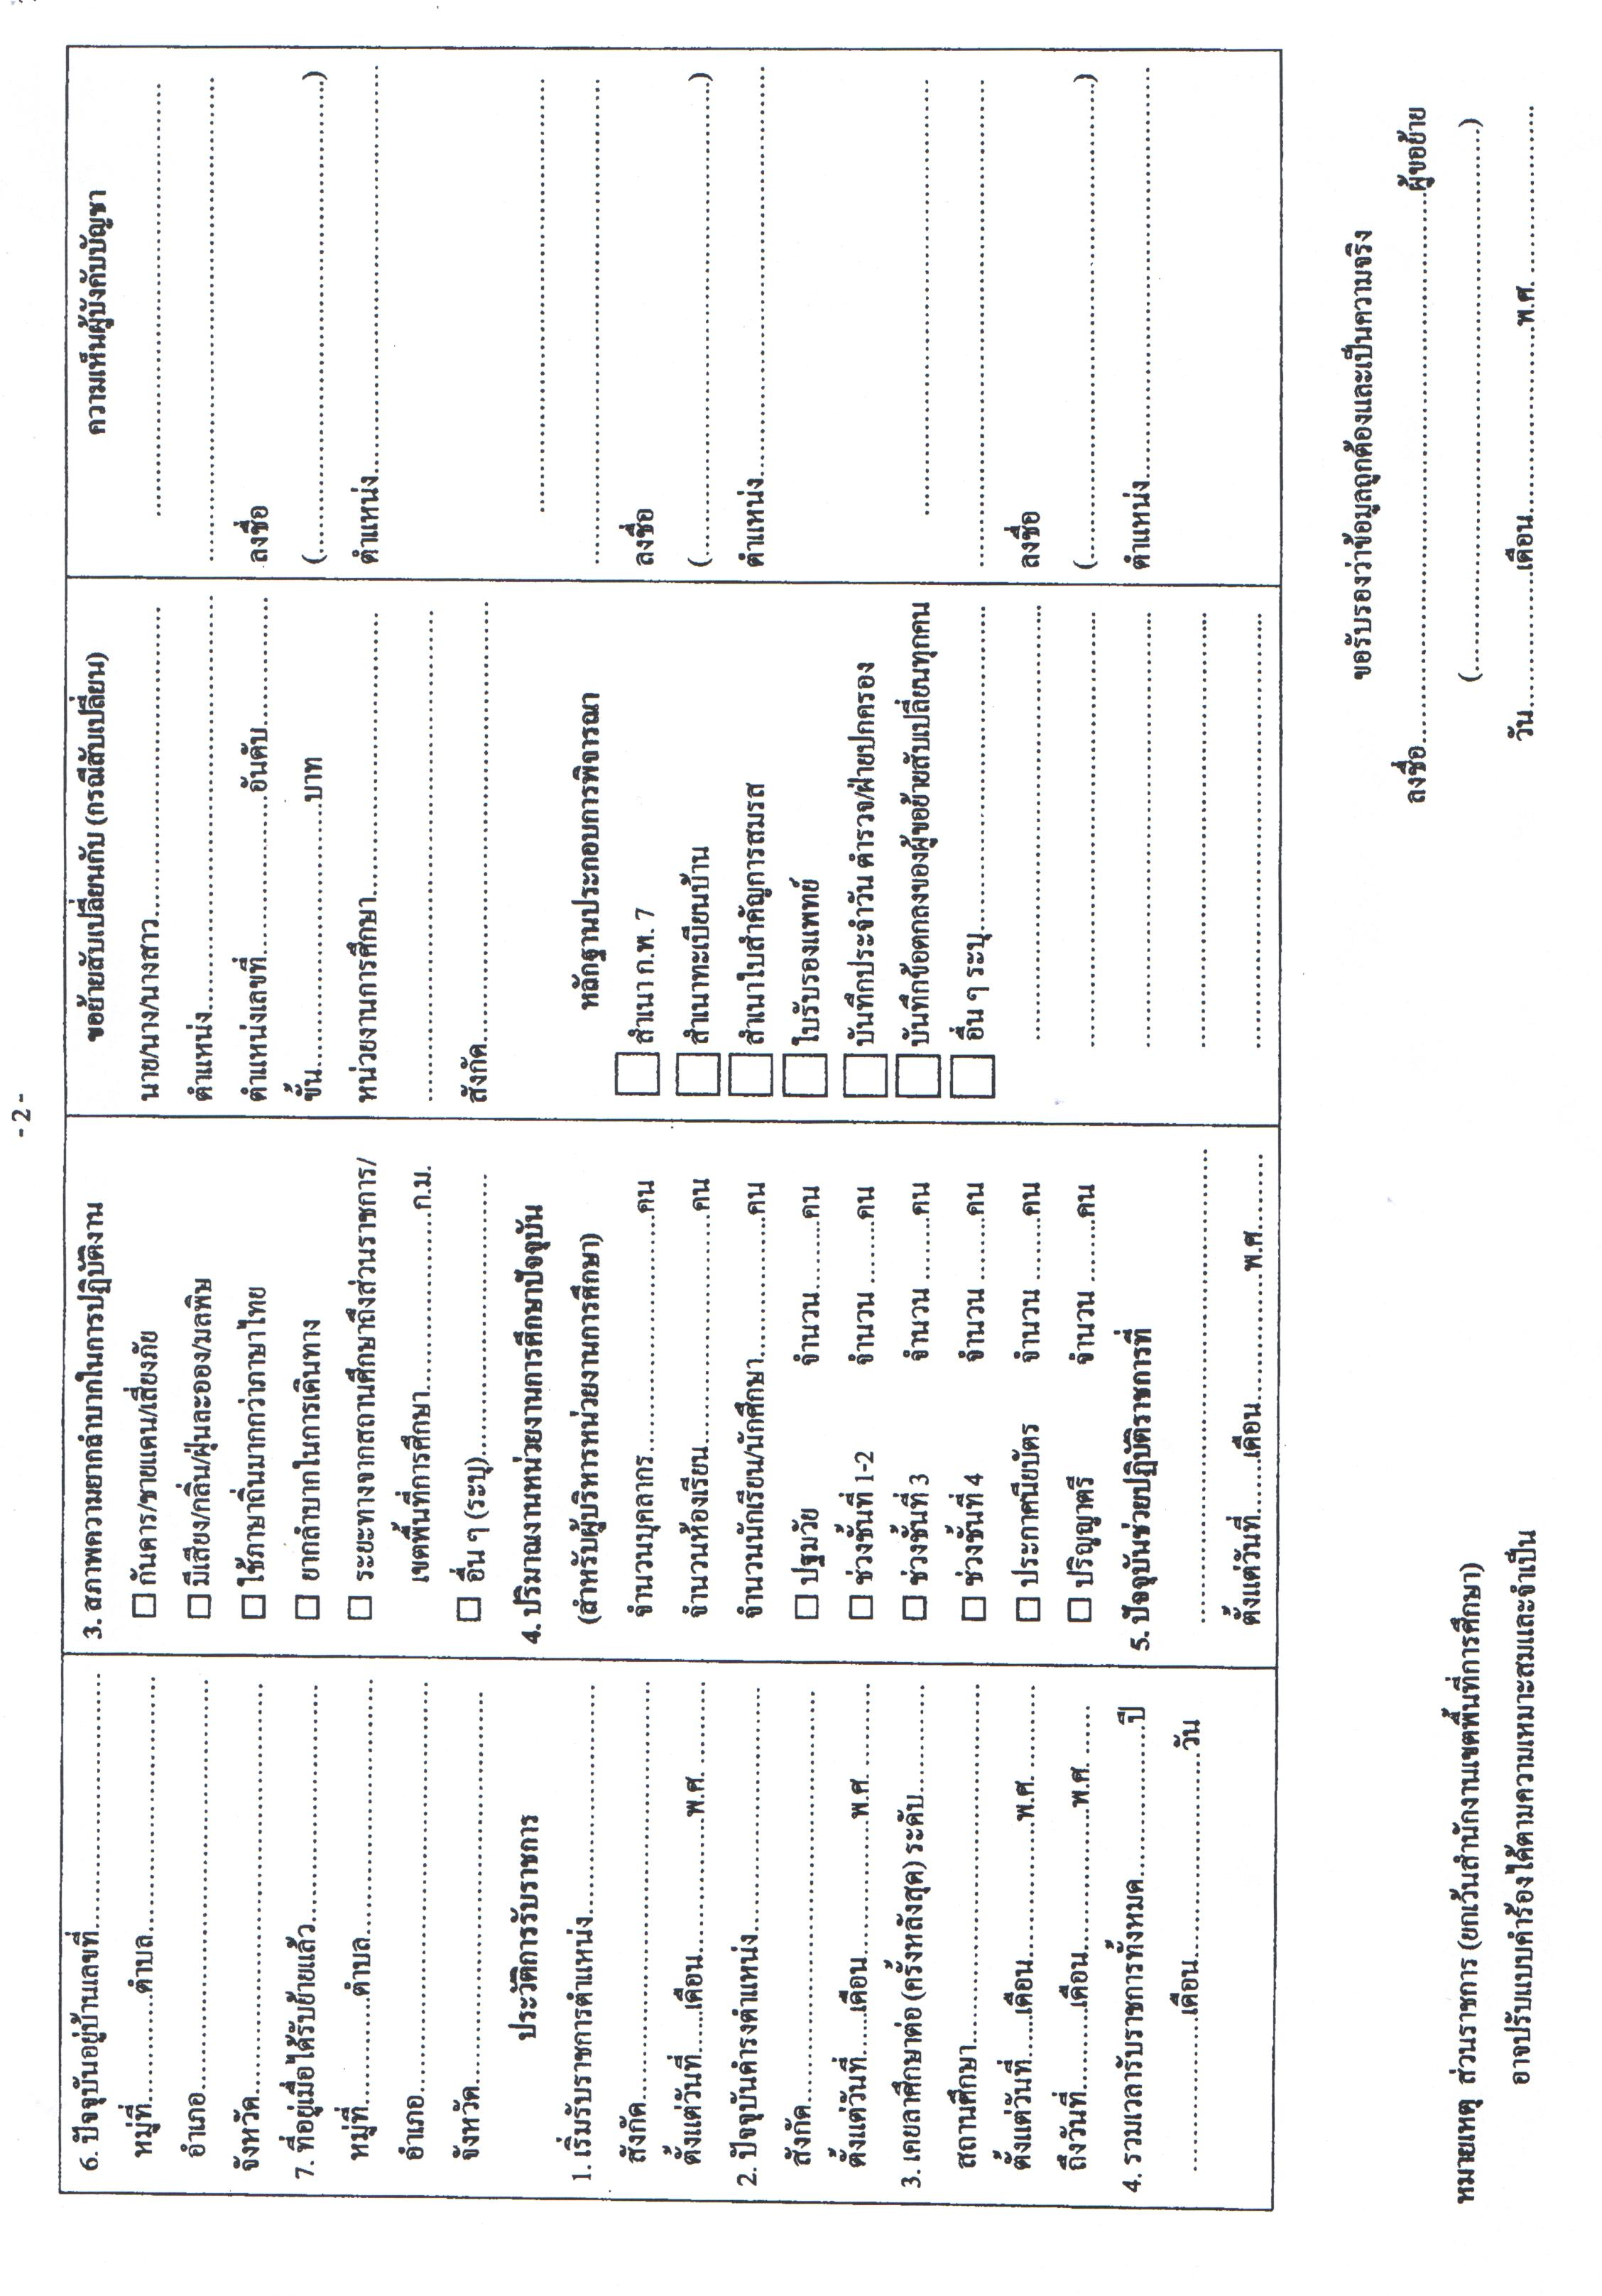 - 2 -
6. ปัจจุบันอยู่บ้านเลขที่........................................
หมู่ที่............ตำบล........................................
อำเภอ........................................
จังหวัด........................................
7. ที่อยู่เมื่อได้รับย้ายแล้ว........................................
หมู่ที่............ตำบล........................................
อำเภอ........................................
จังหวัด........................................
ประวัติการรับราชการ
1. เริ่มรับราชการตำแหน่ง........................................
สังกัด........................................
ตั้งแต่วันที่......เดือน....................พ.ศ. ............
2. ปัจจุบันดำรงตำแหน่ง........................................
สังกัด........................................
ตั้งแต่วันที่......เดือน....................พ.ศ. ............
3. เคยลาศึกษาต่อ (ครั้งหลังสุด) ระดับ....................
สถานศึกษา........................................
ตั้งแต่วันที่......เดือน....................พ.ศ. ............
ถึงวันที่............เดือน....................พ.ศ. ......
4. รวมเวลารับราชการทั้งหมด....................ปี
....................เดือน........................................วัน
3. สภาพความยากลำบากในการปฏิบัติงาน
☐ กันดาร/ชายแดน/เสี่ยงภัย
☐ มีเสียง/กลิ่น/ฝุ่นละออง/มลพิษ
☐ ใช้ภาษาถิ่นมากกว่าภาษาไทย
☐ ยากลำบากในการเดินทาง
☐ ระยะทางจากสถานศึกษาถึงส่วนราชการ/
เขตพื้นที่การศึกษา..............................ก.ม.
☐ อื่น ๆ (ระบุ)........................................
4. ปริมาณงานหน่วยงานการศึกษาปัจจุบัน
(สำหรับผู้บริหารหน่วยงานการศึกษา)
จำนวนบุคลากร..............................คน
จำนวนห้องเรียน..............................คน
จำนวนนักเรียน/นักศึกษา....................คน
☐ ปฐมวัย จำนวน............คน
☐ ช่วงชั้นที่ 1-2 จำนวน ............คน
☐ ช่วงชั้นที่ 3 จำนวน ............คน
☐ ช่วงชั้นที่ 4 จำนวน ............คน
☐ ประกาศนียบัตร จำนวน ............คน
☐ ปริญญาตรี จำนวน ............คน
5. ปัจจุบันช่วยปฏิบัติราชการที่
........................................
ตั้งแต่วันที่......เดือน....................พ.ศ............
ขอย้ายสับเปลี่ยนกับ (กรณีสับเปลี่ยน)
นาย/นาง/นางสาว........................................
ตำแหน่ง........................................
ตำแหน่งเลขที่....................อันดับ............
ขั้น..............................บาท
หน่วยงานการศึกษา........................................
........................................
สังกัด........................................
หลักฐานประกอบการพิจารณา
☐ สำเนา ก.พ. 7
☐ สำเนาทะเบียนบ้าน
☐ สำเนาใบสำคัญการสมรส
☐ ใบรับรองแพทย์
☐ บันทึกประจำวัน ตำรวจ/ฝ่ายปกครอง
☐ บันทึกข้อตกลงของผู้ขอย้ายสับเปลี่ยนทุกคน
☐ อื่น ๆ ระบุ........................................
........................................
........................................
........................................
........................................
........................................
ความเห็นผู้บังคับบัญชา
........................................
........................................
ลงชื่อ
(........................................)
ตำแหน่ง........................................
........................................
........................................
ลงชื่อ
(........................................)
ตำแหน่ง........................................
........................................
........................................
ลงชื่อ
(........................................)
ตำแหน่ง........................................
ขอรับรองว่าข้อมูลถูกต้องและเป็นความจริง
ลงชื่อ........................................ผู้ขอย้าย
(........................................)
วัน....................เดือน....................พ.ศ. ....................
หมายเหตุ ส่วนราชการ (ยกเว้นสำนักงานเขตพื้นที่การศึกษา)
อาจปรับแบบคำร้องได้ตามความเหมาะสมและจำเป็น